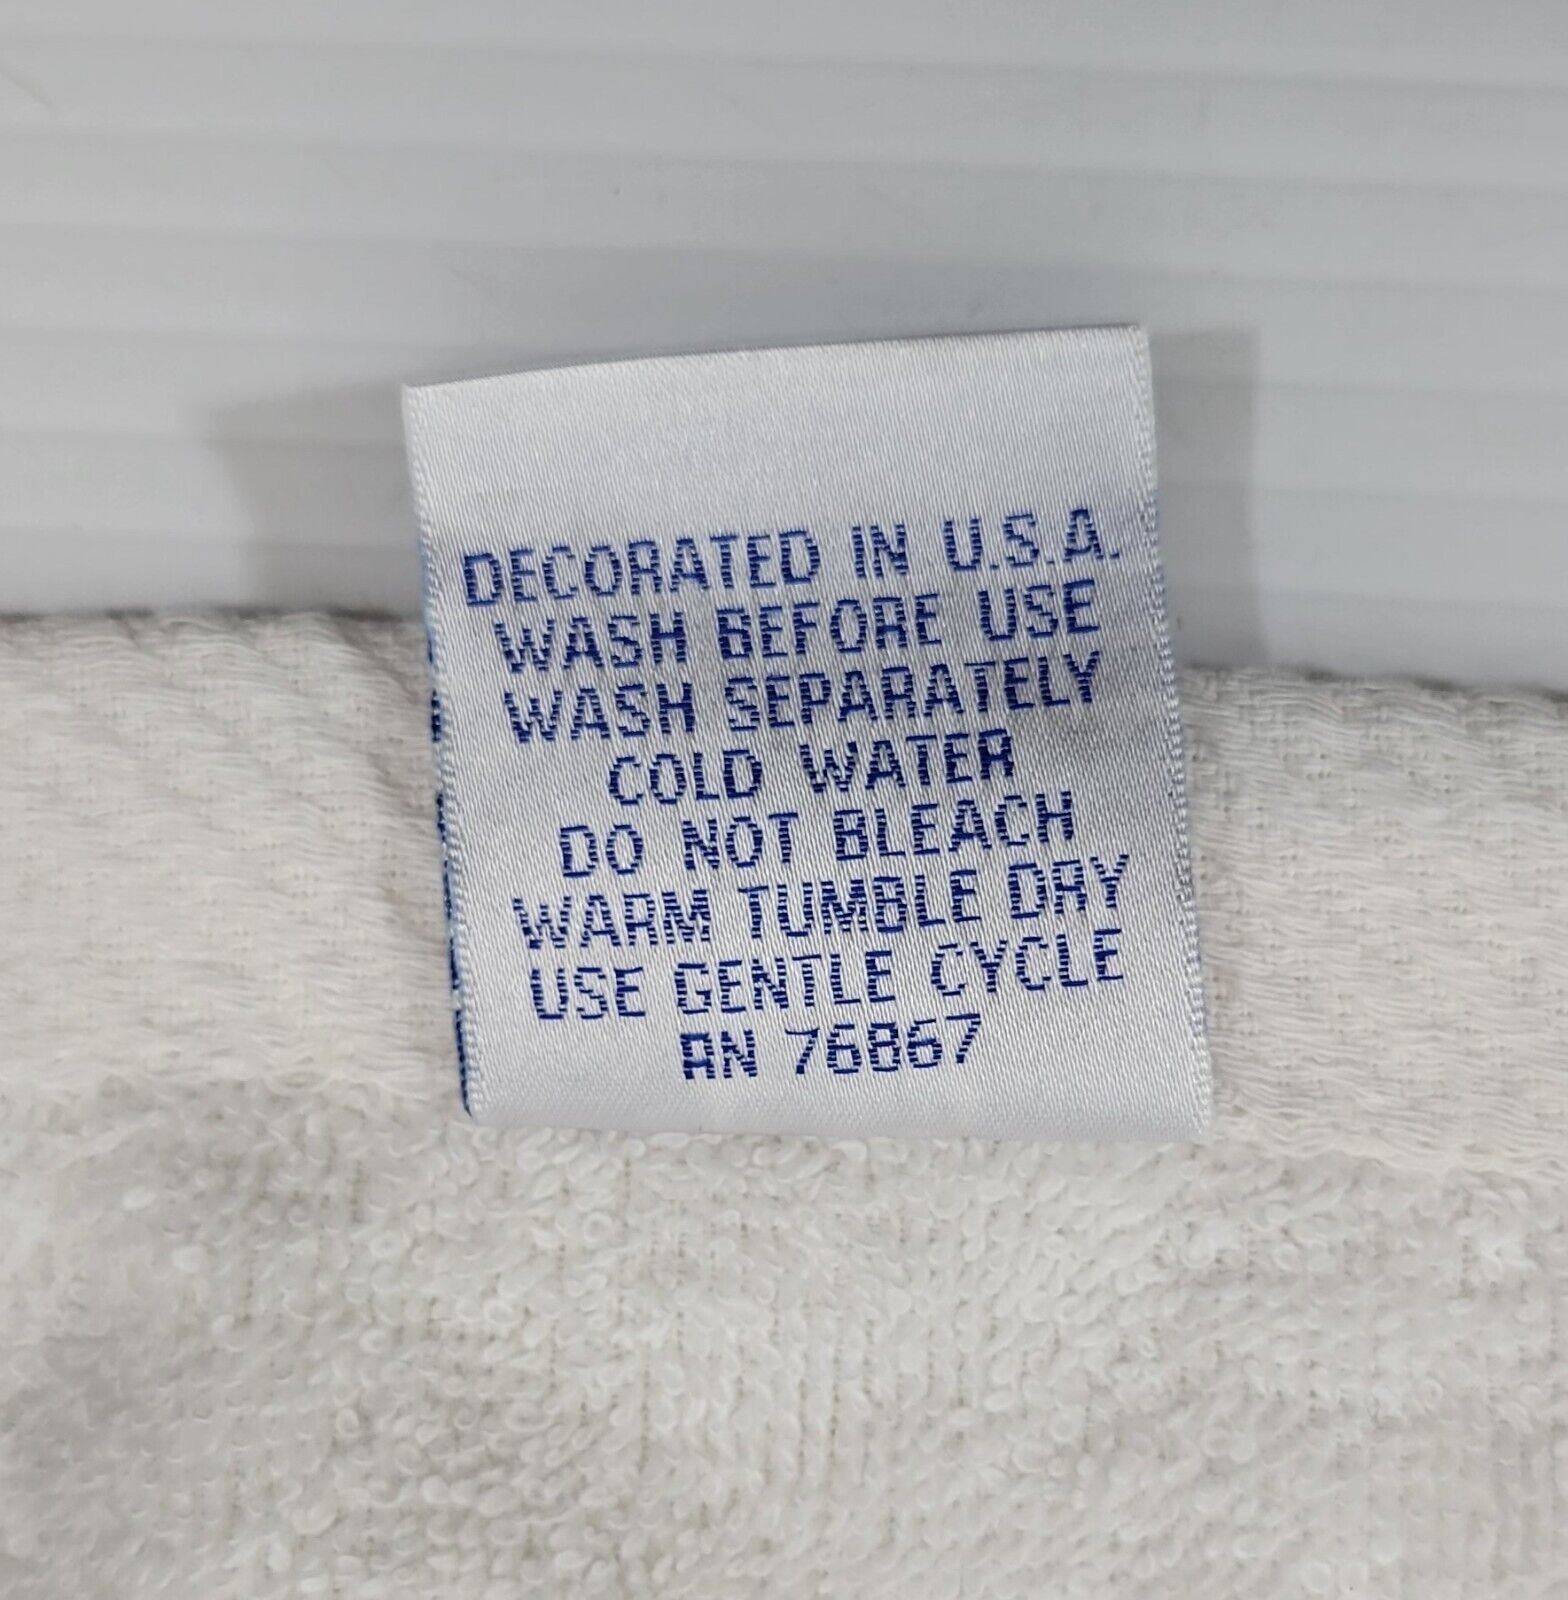 DECORATED IN U.S.A.
WASH BEFORE USE
WASH SEPARATELY
COLD WATER
DO NOT BLEACH
WARM TUMBLE DRY
USE GENTLE CYCLE
RN 76867